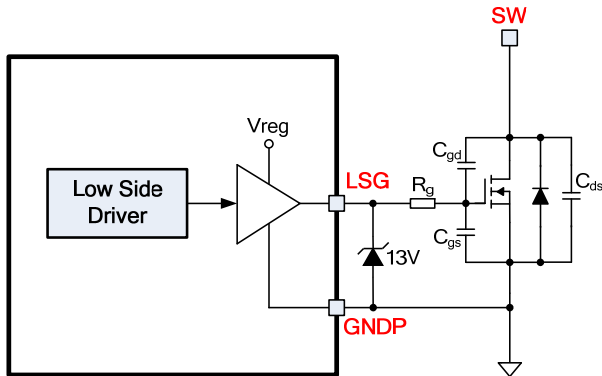 SW
Vreg
Low Side
Driver
LSG
Rg
Cgd
Cgs
Cds
13V
GNDP